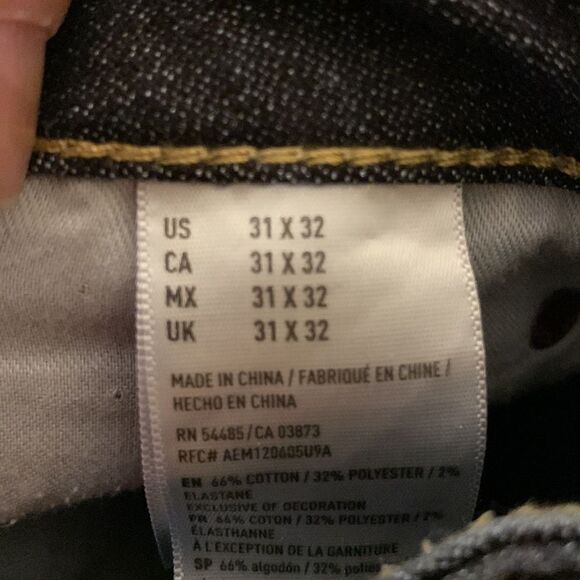 US 31 X 32
CA 31 X 32
MX 31 X 32
UK 31 X 32
MADE IN CHINA / FABRIQUÉ EN CHINE /
HECHO EN CHINA
RN 54485/CA 03873
RFC# AEM120605U9A
EN 66% COTTON / 32% POLYESTER / 2%
ELASTANE
EXCLUSIVE OF DECORATION
FR 66% COTON / 32% POLYESTER / 2%
ÉLASTHANNE
À L'EXCEPTION DE LA GARNITURE
SP 66% algodón / 32%